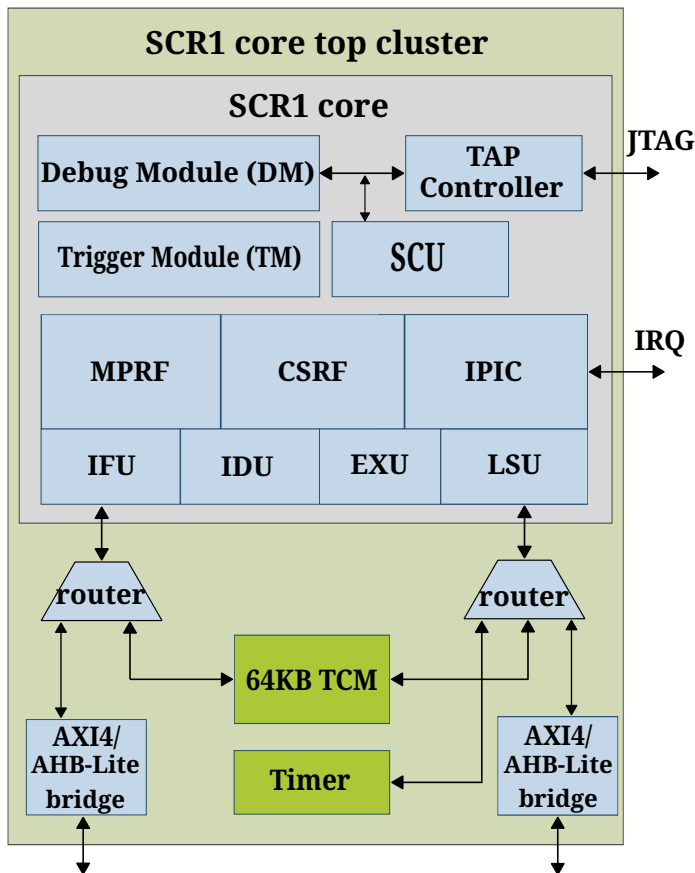 SCR1 core top cluster
SCR1 core
Debug Module (DM)
TAP
Controller
JTAG
Trigger Module (TM)
SCU
MPRF
CSRF
IPIC
IRQ
IFU
IDU
EXU
LSU
router
router
64KB TCM
AXI4/
AHB-Lite
bridge
Timer
AXI4/
AHB-Lite
bridge